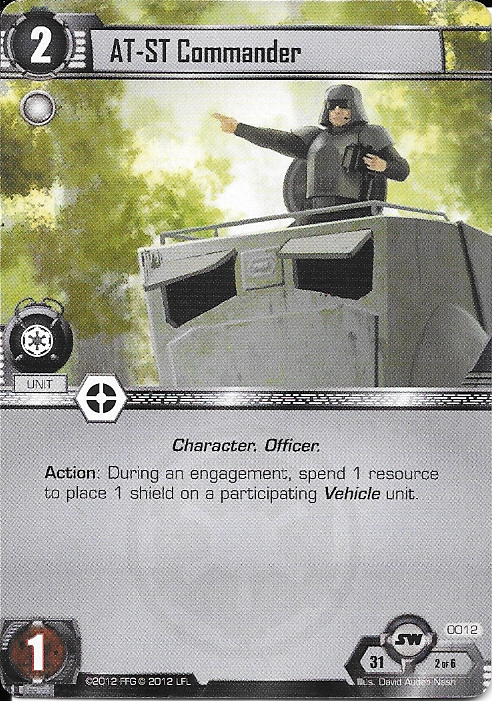 2
AT-ST Commander
UNIT
Character. Officer.
Action: During an engagement, spend 1 resource
to place 1 shield on a participating Vehicle unit.
0012
SW
31
2 OF 6
1
©2012 FFG © 2012 LFL
Illus. David Auden Nash